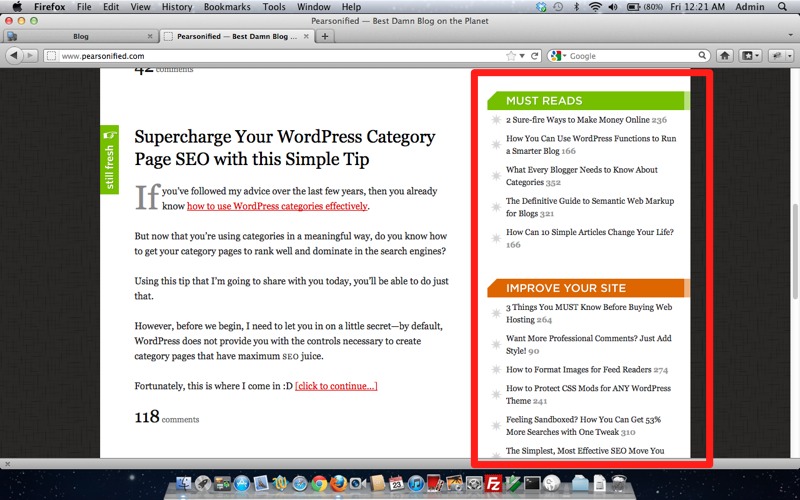 Firefox File Edit View History Bookmarks Tools Window Help (80%) Fri 12:21 AM Admin
Pearsonified — Best Damn Blog on the Planet
Blog
Pearsonified — Best Damn Blog ...
www.pearsonified.com
Google
42 comments
still fresh
Supercharge Your WordPress Category
Page SEO with this Simple Tip
If you've followed my advice over the last few years, then you already
know how to use WordPress categories effectively.
But now that you're using categories in a meaningful way, do you know how
to get your category pages to rank well and dominate in the search engines?
Using this tip that I'm going to share with you today, you'll be able to do just
that.
However, before we begin, I need to let you in on a little secret—by default,
WordPress does not provide you with the controls necessary to create
category pages that have maximum SEO juice.
Fortunately, this is where I come in :D [click to continue...]
118 comments
MUST READS
2 Sure-fire Ways to Make Money Online 236
How You Can Use WordPress Functions to Run
a Smarter Blog 166
What Every Blogger Needs to Know About
Categories 352
The Definitive Guide to Semantic Web Markup
for Blogs 321
How Can 10 Simple Articles Change Your Life?
166
IMPROVE YOUR SITE
3 Things You MUST Know Before Buying Web
Hosting 264
Want More Professional Comments? Just Add
Style! 90
How to Format Images for Feed Readers 274
How to Protect CSS Mods for ANY WordPress
Theme 241
Feeling Sandboxed? How You Can Get 53%
More Searches with One Tweak 310
The Simplest, Most Effective SEO Move You
23
Fz